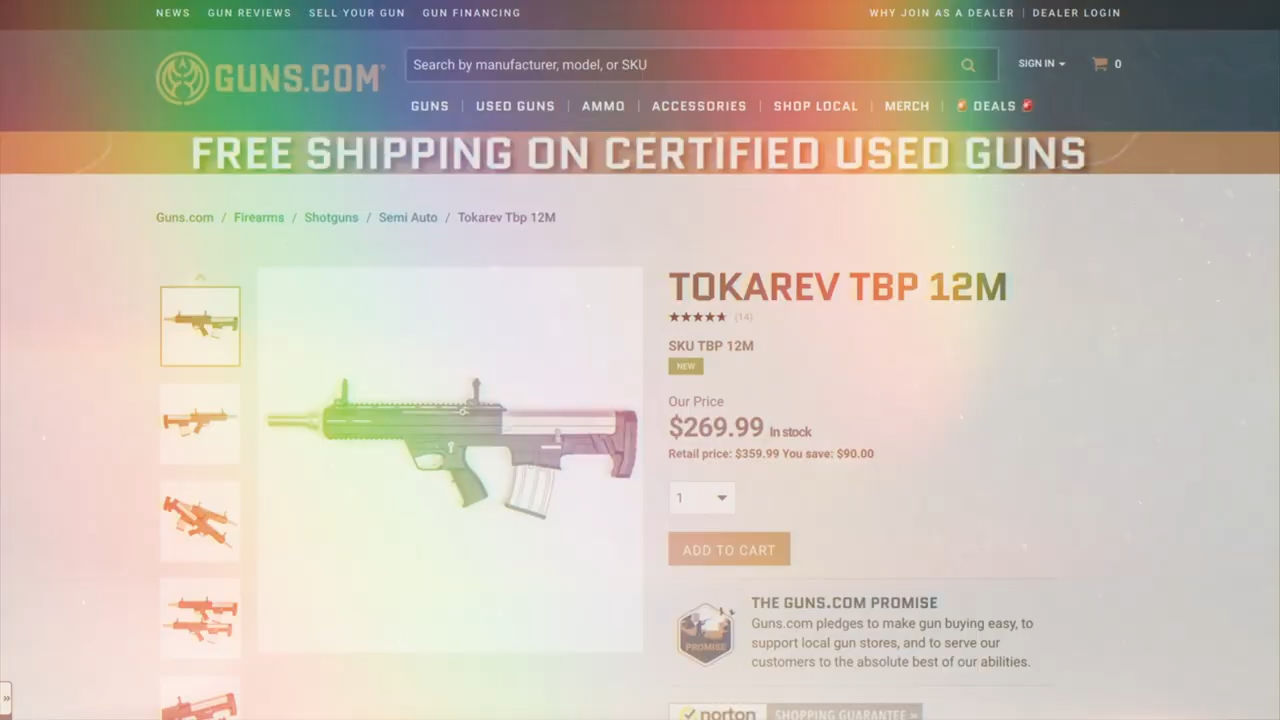 NEWS GUN REVIEWS SELL YOUR GUN GUN FINANCING WHY JOIN AS A DEALER | DEALER LOGIN
GUNS.COM® Search by manufacturer, model, or SKU SIGN IN 0
GUNS | USED GUNS | AMMO | ACCESSORIES | SHOP LOCAL | MERCH | 🚨 DEALS 🚨
FREE SHIPPING ON CERTIFIED USED GUNS
Guns.com / Firearms / Shotguns / Semi Auto / Tokarev Tbp 12M
TOKAREV TBP 12M
(14)
SKU TBP 12M
NEW
Our Price
$269.99 In stock
Retail price: $359.99 You save: $90.00
1
ADD TO CART
PROMISE
THE GUNS.COM PROMISE
Guns.com pledges to make gun buying easy, to
support local gun stores, and to serve our
customers to the absolute best of our abilities.
norton SHOPPING GUARANTEE »
»